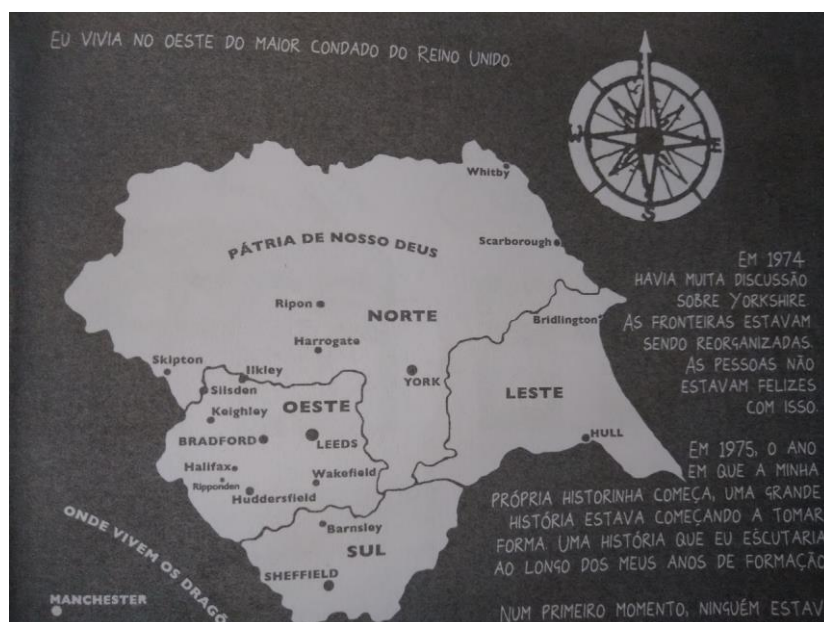 EU VIVIA NO OESTE DO MAIOR CONDADO DO REINO UNIDO.
N
E
S
W
Whitby
PÁTRIA DE NOSSO DEUS
Scarborough
EM 1974
HAVIA MUITA DISCUSSÃO
SOBRE YORKSHIRE
AS FRONTEIRAS ESTAVAM
SENDO REORGANIZADAS.
AS PESSOAS NÃO
ESTAVAM FELIZES
COM ISSO.
Ripon
NORTE
Bridlington
Harrogate
Skipton
Ilkley
YORK
Silsden
OESTE
LESTE
Keighley
BRADFORD
LEEDS
HULL
Halifax
Wakefield
Ripponden
Huddersfield
EM 1975, O ANO
EM QUE A MINHA
PRÓPRIA HISTORINHA COMEÇA, UMA GRANDE
HISTÓRIA ESTAVA COMEÇANDO A TOMAR
FORMA UMA HISTÓRIA QUE EU ESCUTARIA
AO LONGO DOS MEUS ANOS DE FORMAÇÃO
Barnsley
SUL
SHEFFIELD
ONDE VIVEM OS DRAGÕ
MANCHESTER
NUM PRIMEIRO MOMENTO, NINGUÉM ESTAV